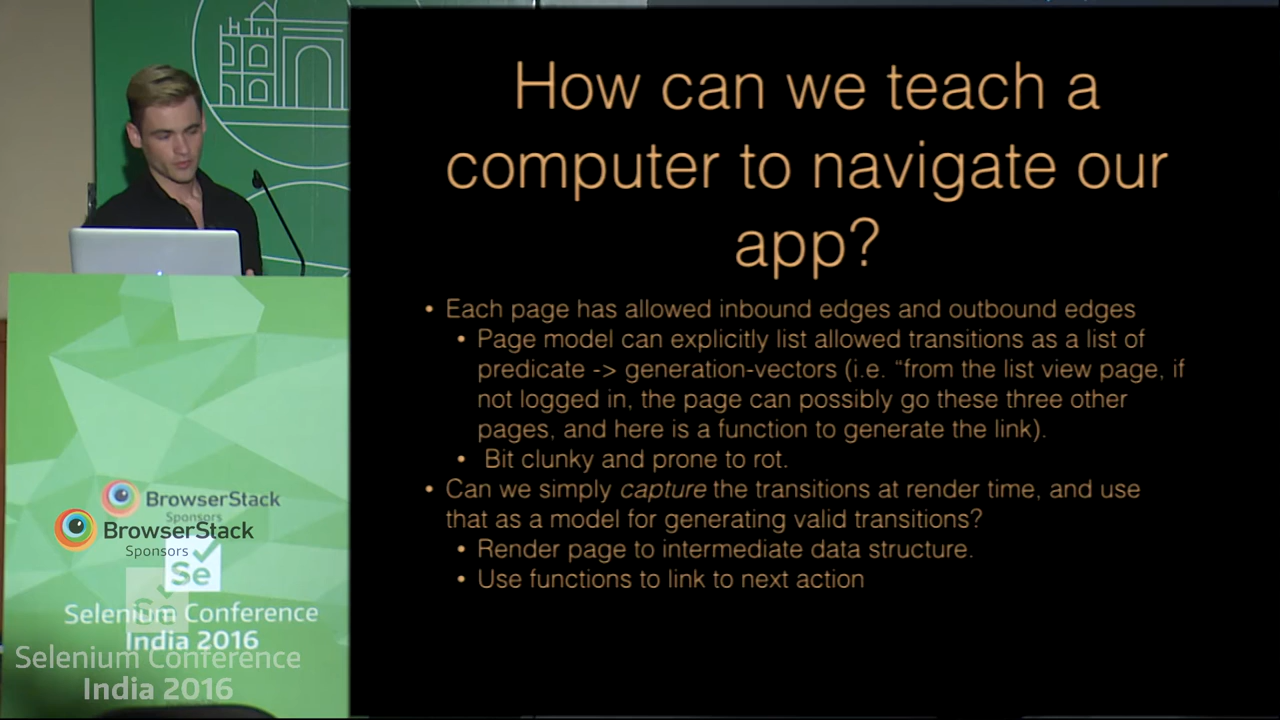 How can we teach a
computer to navigate our
app?
• Each page has allowed inbound edges and outbound edges
• Page model can explicitly list allowed transitions as a list of
predicate -> generation-vectors (i.e. “from the list view page, if
not logged in, the page can possibly go these three other
pages, and here is a function to generate the link).
• Bit clunky and prone to rot.
• Can we simply capture the transitions at render time, and use
that as a model for generating valid transitions?
• Render page to intermediate data structure.
• Use functions to link to next action
BrowserStack
Sponsors
BrowserStack
Sponsors
Se
Se
Selenium Conference
India 2016
Selenium Conference
India 2016